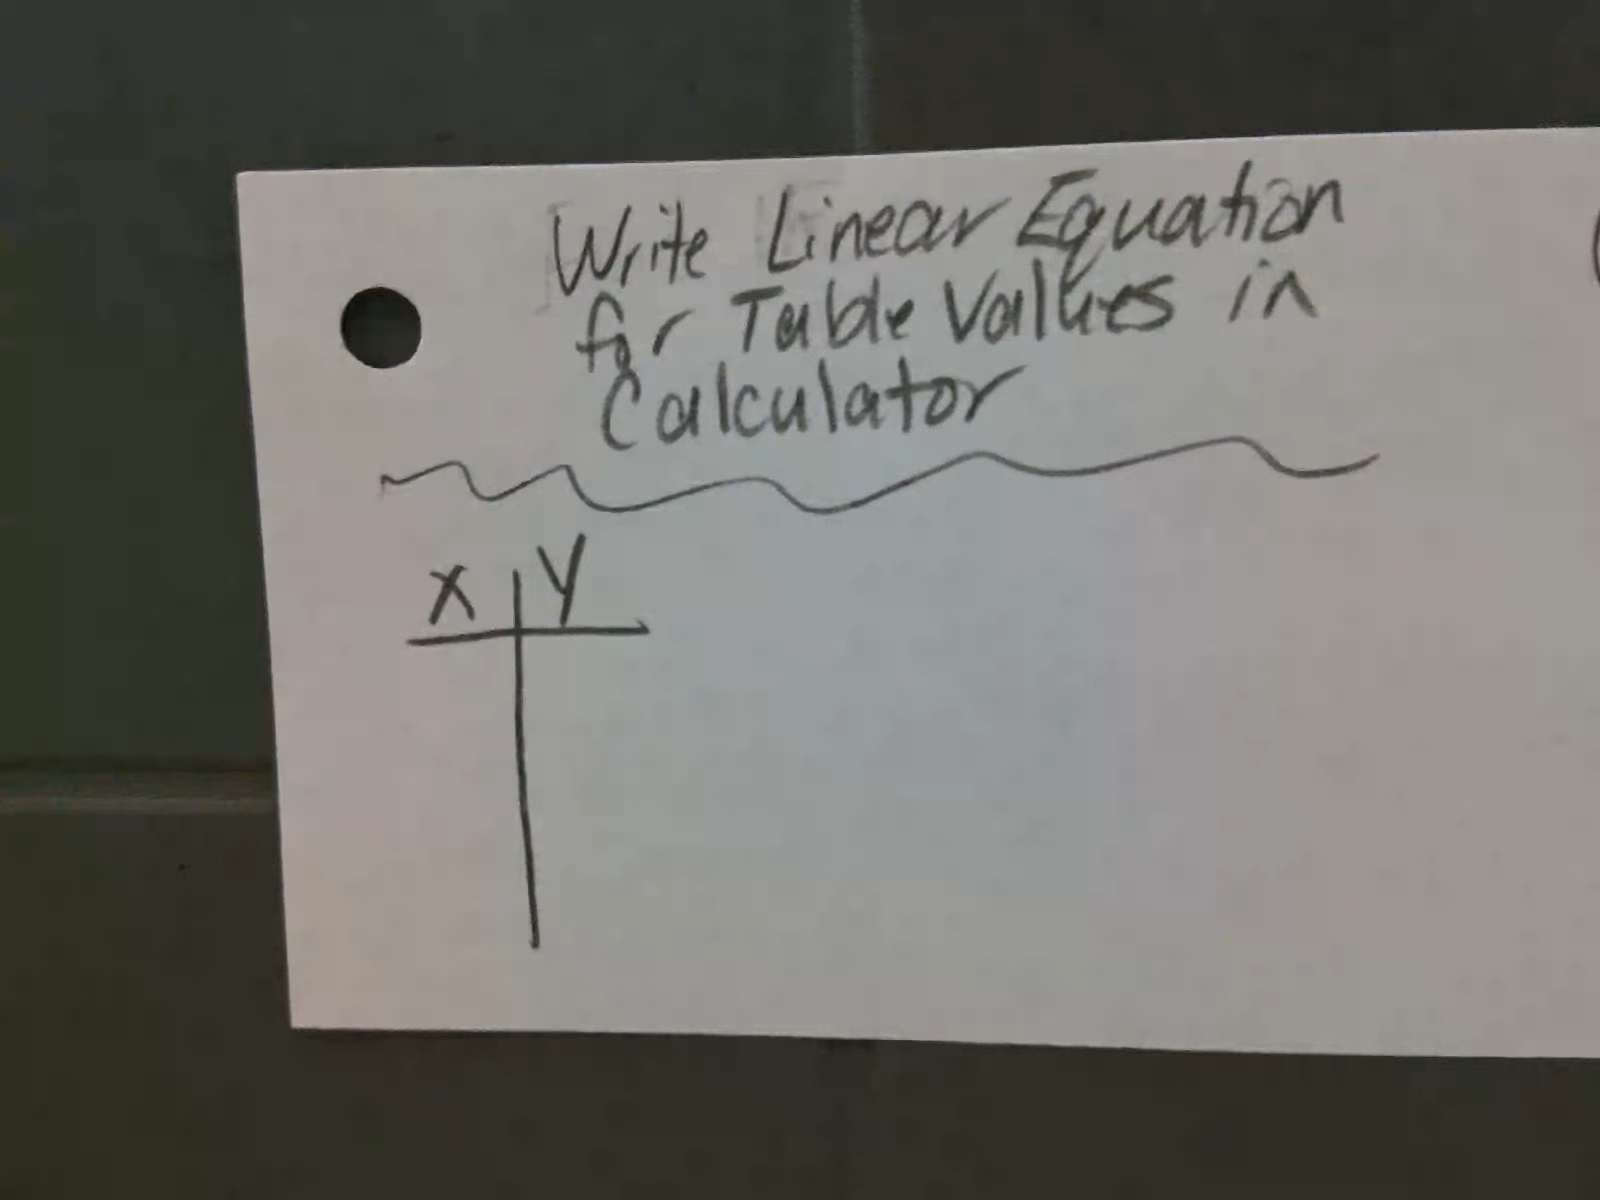 Write Linear Equation
for Table Values in
Calculator
X Y